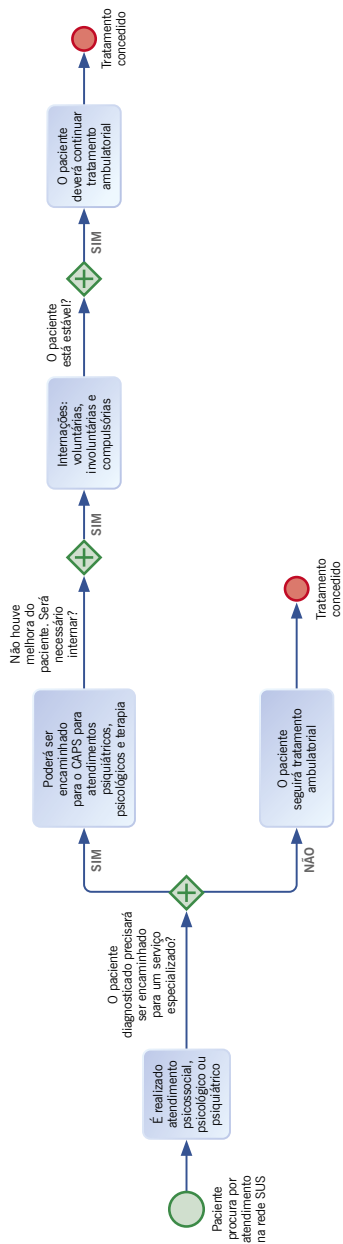 Paciente
procura por
atendimento
na rede SUS
É realizado
atendimento
psicossocial,
psicológico ou
psiquiátrico
O paciente
diagnosticado precisará
ser encaminhado
para um serviço
especializado?
SIM
Poderá ser
encaminhado
para o CAPS para
atendimentos
psiquiátricos,
psicológicos e terapia
Não houve
melhora do
paciente. Será
necessário
internar?
SIM
Internações:
voluntárias,
involuntárias e
compulsórias
O paciente
está estável?
SIM
O paciente
deverá continuar
tratamento
ambulatorial
Tratamento
concedido
NÃO
O paciente
seguirá tratamento
ambulatorial
Tratamento
concedido